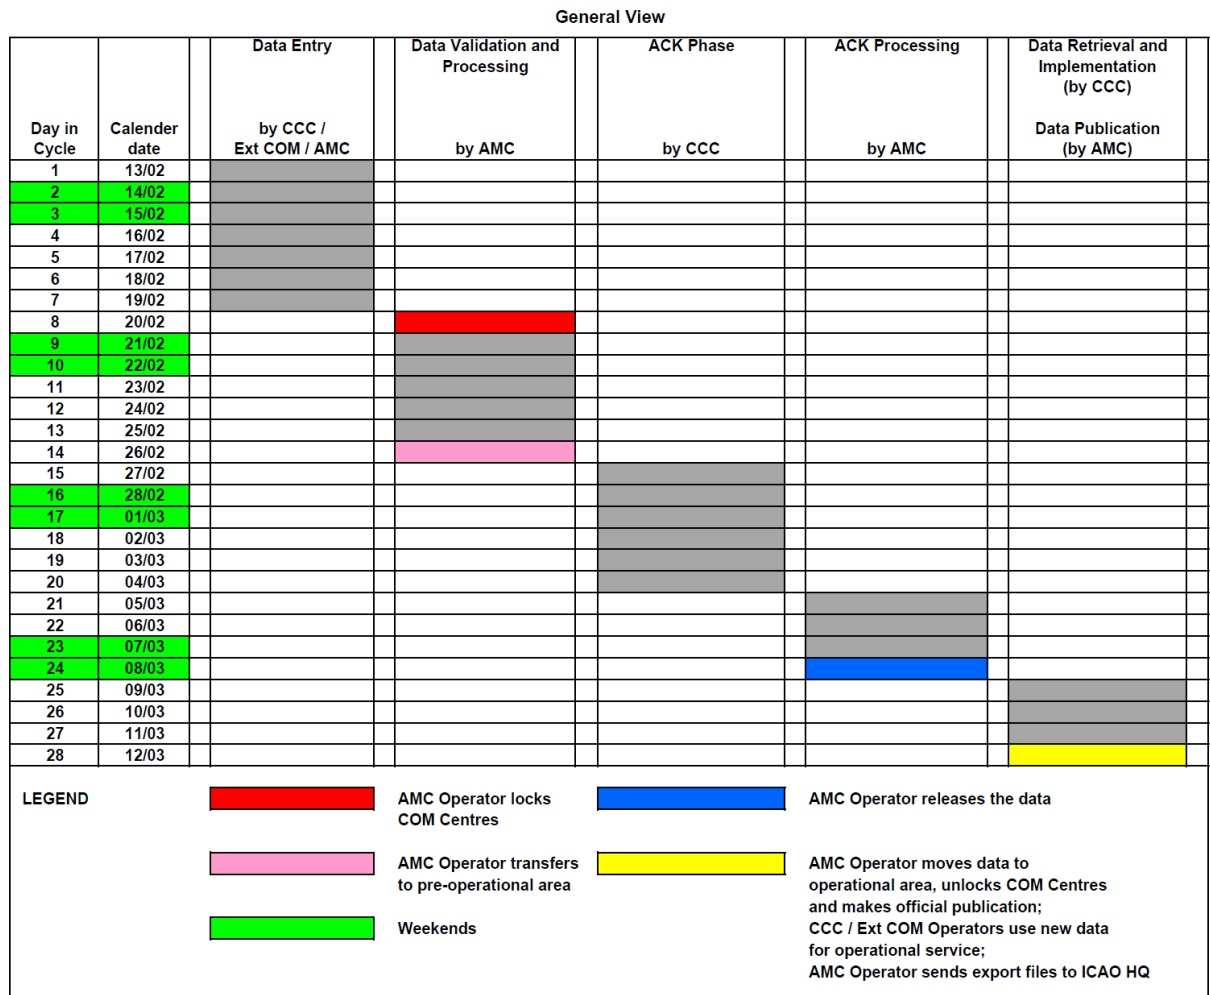 General View
Data Entry Data Validation and ACK Phase ACK Processing Data Retrieval and
Processing Implementation
(by CCC)
Day in Calender by CCC / Data Publication
Cycle date Ext COM / AMC by AMC by CCC by AMC (by AMC)
1 13/02
2 14/02
3 15/02
4 16/02
5 17/02
6 18/02
7 19/02
8 20/02
9 21/02
10 22/02
11 23/02
12 24/02
13 25/02
14 26/02
15 27/02
16 28/02
17 01/03
18 02/03
19 03/03
20 04/03
21 05/03
22 06/03
23 07/03
24 08/03
25 09/03
26 10/03
27 11/03
28 12/03
LEGEND
AMC Operator locks
COM Centres
AMC Operator releases the data
AMC Operator transfers
to pre-operational area
AMC Operator moves data to
operational area, unlocks COM Centres
and makes official publication;
CCC / Ext COM Operators use new data
for operational service;
AMC Operator sends export files to ICAO HQ
Weekends